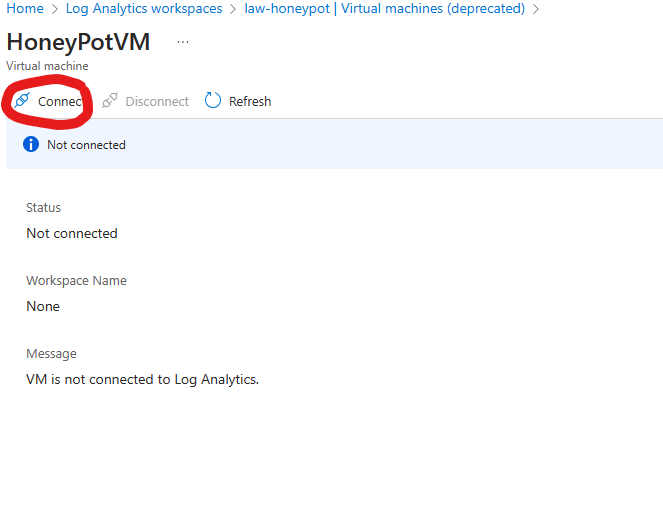 Home > Log Analytics workspaces > law-honeypot | Virtual machines (deprecated) >
HoneyPotVM ...
Virtual machine
Connect Disconnect Refresh
Not connected
Status
Not connected
Workspace Name
None
Message
VM is not connected to Log Analytics.